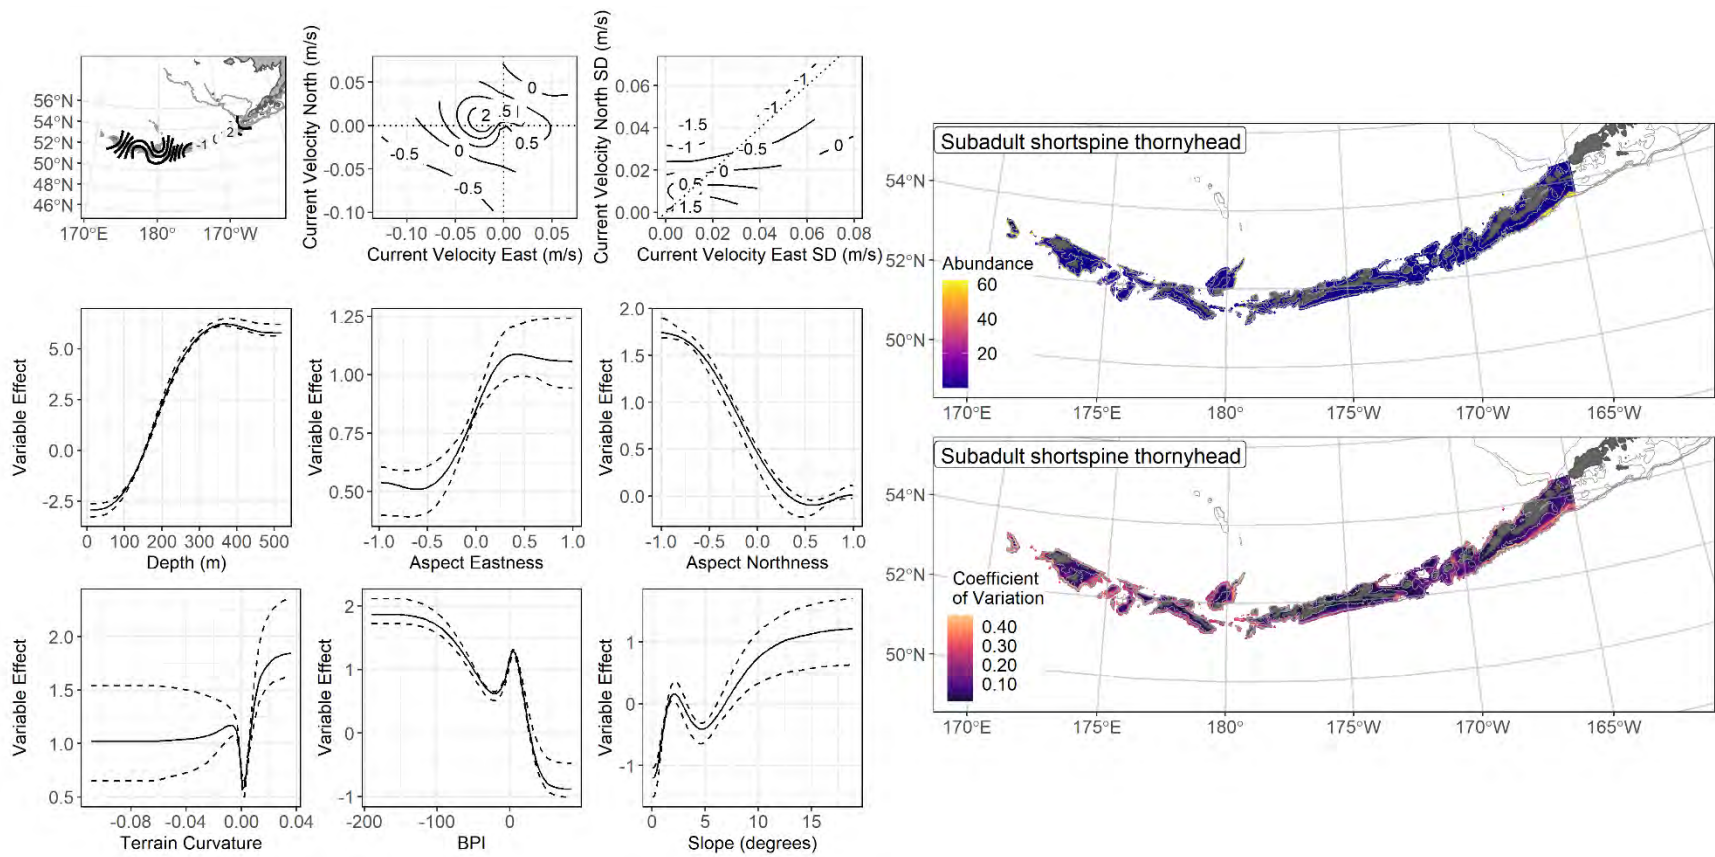 56°N
54°N
52°N
50°N
48°N
46°N
170°E 180° 170°W
-1 0 2
Current Velocity North (m/s)
0.05
0.00
-0.05
-0.10
-0.10 -0.05 0.00 0.05
Current Velocity East (m/s)
0
2 .5
0.5
0
-0.5
-0.5
Current Velocity North SD (m/s)
0.06
0.04
0.02
0.00
0.00 0.02 0.04 0.06 0.08
Current Velocity East SD (m/s)
-1
-1
-1.5
-1
-0.5
0
0
0.5
1.5
Variable Effect
5.0
2.5
0.0
-2.5
0 100 200 300 400 500
Depth (m)
Variable Effect
1.25
1.00
0.75
0.50
-1.0 -0.5 0.0 0.5 1.0
Aspect Eastness
Variable Effect
2.0
1.5
1.0
0.5
0.0
-1.0 -0.5 0.0 0.5 1.0
Aspect Northness
Variable Effect
2.0
1.5
1.0
0.5
-0.08 -0.04 0.00 0.04
Terrain Curvature
Variable Effect
2
1
0
-1
-200 -100 0
BPI
Variable Effect
1
0
-1
0 5 10 15
Slope (degrees)
Subadult shortspine thornyhead
54°N
52°N
50°N
Abundance
60
40
20
170°E 175°E 180° 175°W 170°W 165°W
Subadult shortspine thornyhead
54°N
52°N
50°N
Coefficient
of Variation
0.40
0.30
0.20
0.10
170°E 175°E 180° 175°W 170°W 165°W